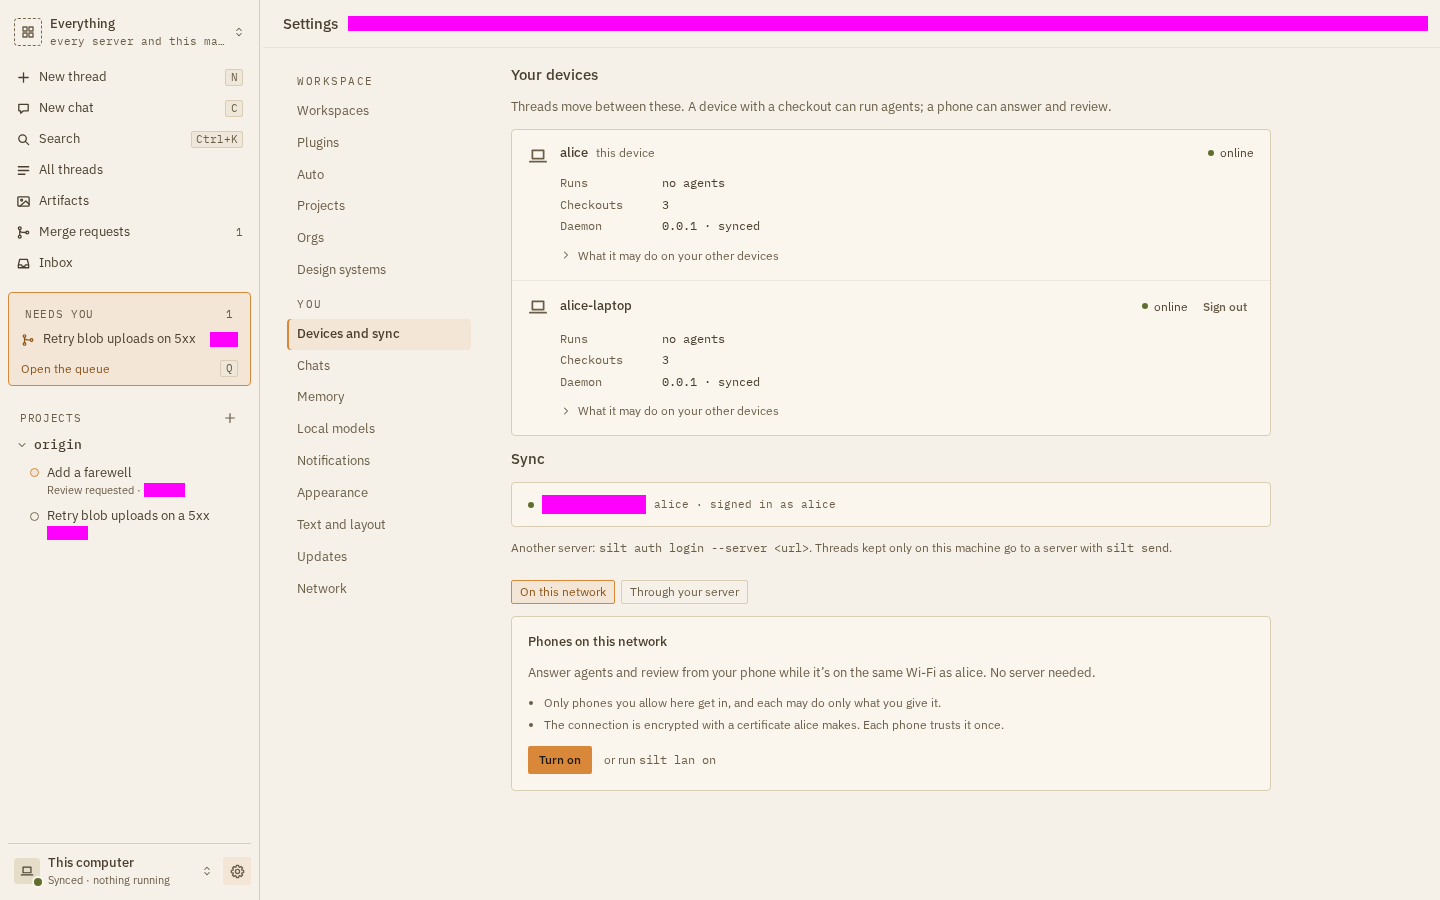 Everything
every server and this ma…
New thread N
New chat C
Search Ctrl+K
All threads
Artifacts
Merge requests 1
Inbox
NEEDS YOU 1
Retry blob uploads on 5xx
Open the queue Q
PROJECTS
origin
Add a farewell
Review requested ·
Retry blob uploads on a 5xx
This computer
Synced · nothing running
Settings
WORKSPACE
Workspaces
Plugins
Auto
Projects
Orgs
Design systems
YOU
Devices and sync
Chats
Memory
Local models
Notifications
Appearance
Text and layout
Updates
Network
Your devices
Threads move between these. A device with a checkout can run agents; a phone can answer and review.
alice this device online
Runs no agents
Checkouts 3
Daemon 0.0.1 · synced
What it may do on your other devices
alice-laptop online Sign out
Runs no agents
Checkouts 3
Daemon 0.0.1 · synced
What it may do on your other devices
Sync
alice · signed in as alice
Another server: silt auth login --server <url>. Threads kept only on this machine go to a server with silt send.
On this network Through your server
Phones on this network
Answer agents and review from your phone while it’s on the same Wi-Fi as alice. No server needed.
• Only phones you allow here get in, and each may do only what you give it.
• The connection is encrypted with a certificate alice makes. Each phone trusts it once.
Turn on or run silt lan on